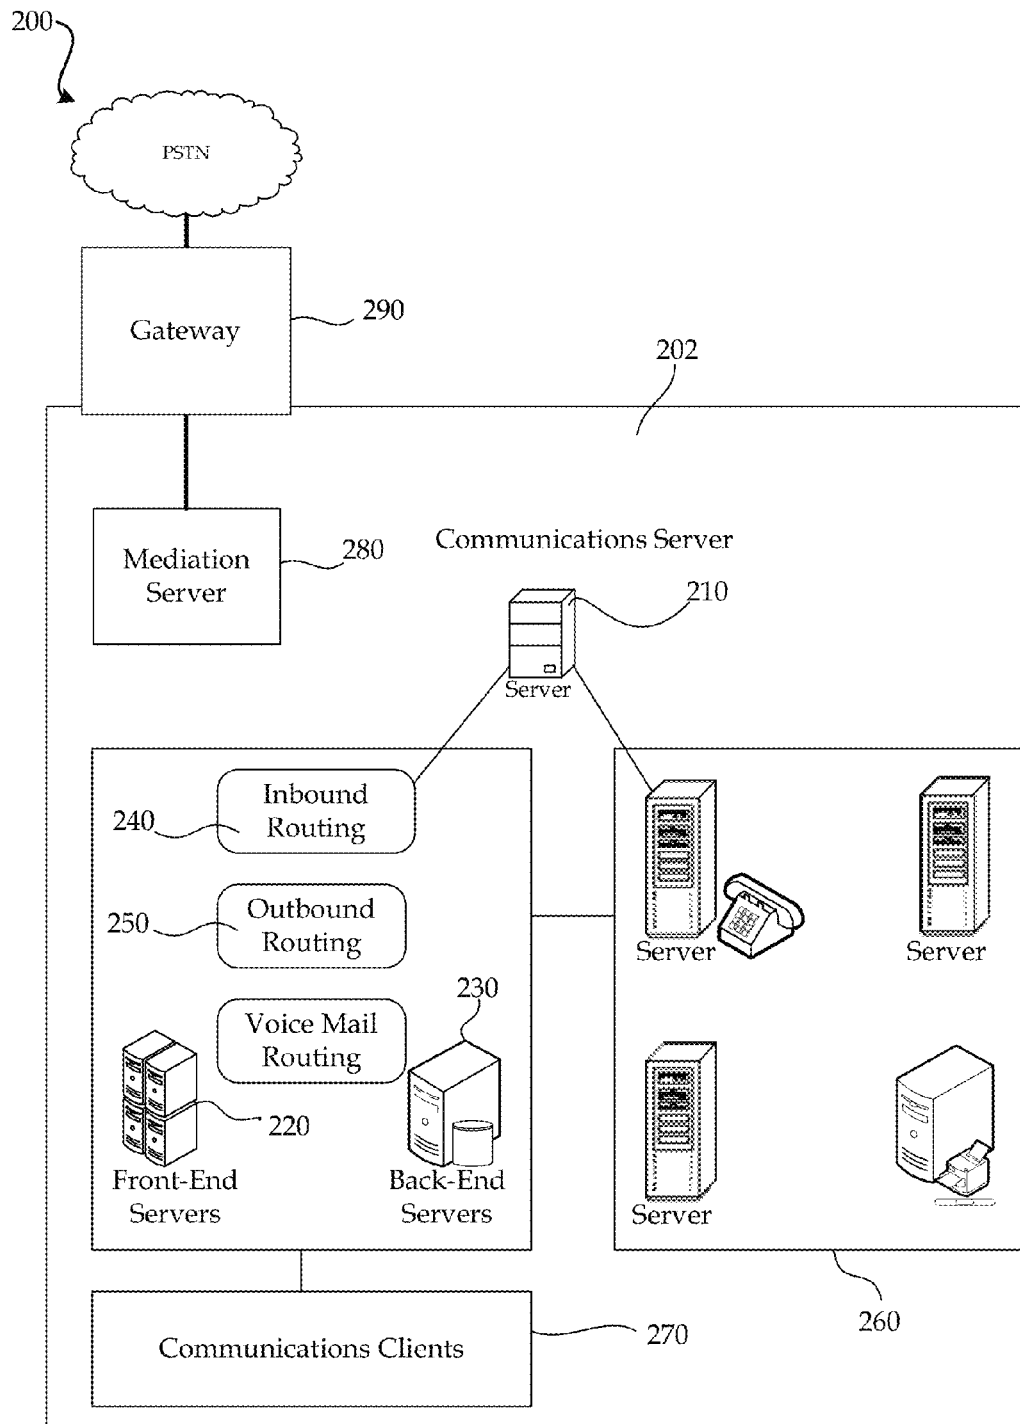 200
PSTN
Gateway
290
202
Mediation
Server
280
Communications Server
210
Server
Inbound
Routing
240
Outbound
Routing
250
Voice Mail
Routing
230
220
Front-End
Servers
Back-End
Servers
Server
Server
Server
260
Communications Clients
270